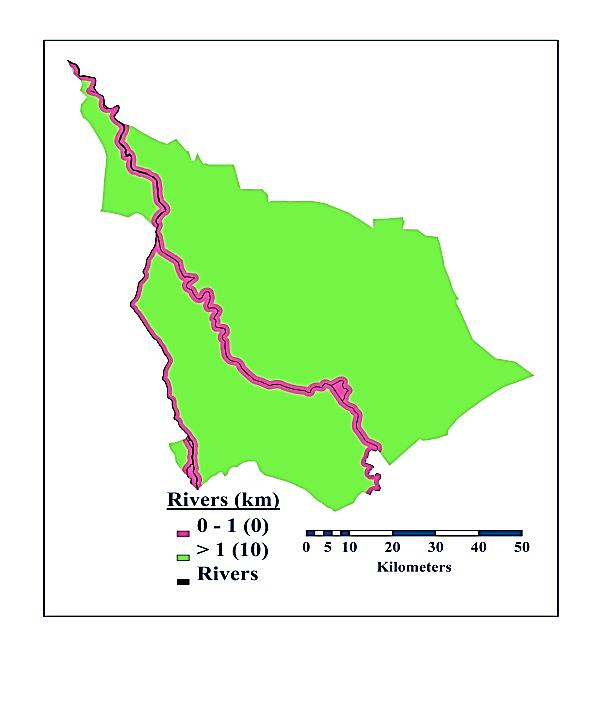 Rivers (km)
0 - 1 (0)
> 1 (10)
Rivers
0 5 10 20 30 40 50
Kilometers